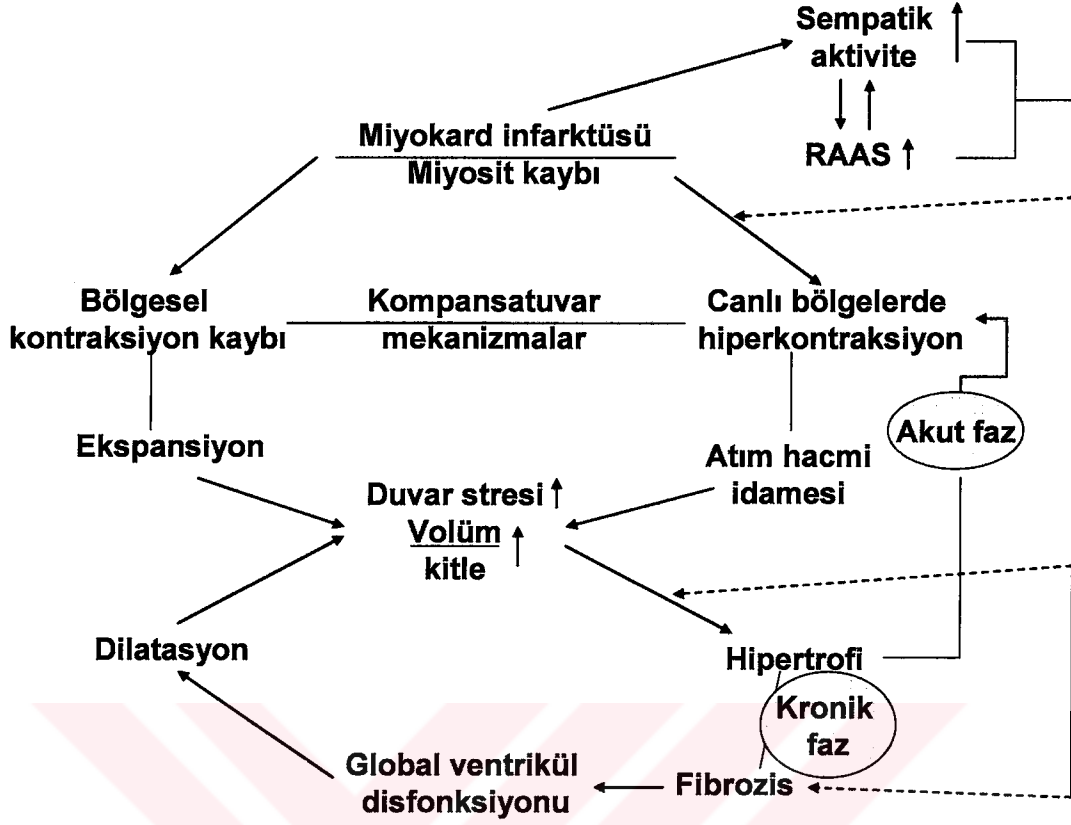 Sempatik ↑
aktivite
↓↑
RAAS ↑
Miyokard infarktüsü
Miyosit kaybı
Bölgesel
kontraksiyon kaybı
Kompansatuvar
mekanizmalar
Canlı bölgelerde
hiperkontraksiyon
Akut faz
Ekspansiyon
Atım hacmi
idamesi
Duvar stresi ↑
Volüm ↑
kitle
Dilatasyon
Hipertrofi
Kronik
faz
Global ventrikül
disfonksiyonu
Fibrozis